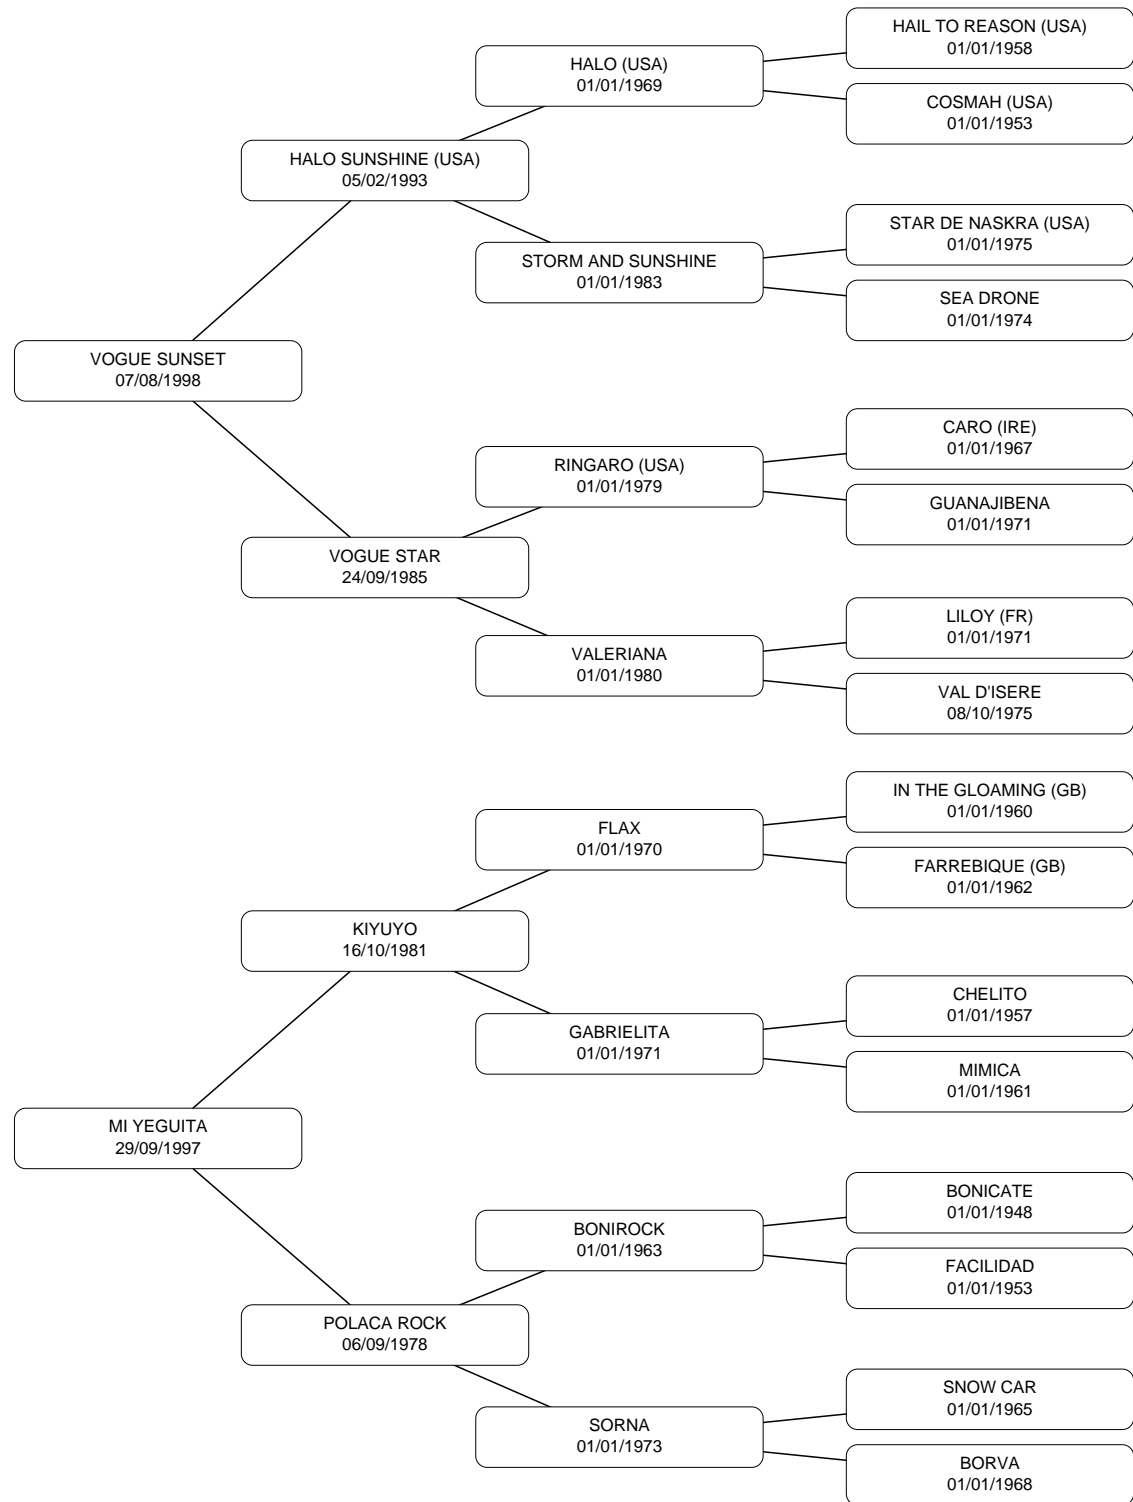 HAIL TO REASON (USA)
01/01/1958
HALO (USA)
01/01/1969
COSMAH (USA)
01/01/1953
HALO SUNSHINE (USA)
05/02/1993
STAR DE NASKRA (USA)
01/01/1975
STORM AND SUNSHINE
01/01/1983
SEA DRONE
01/01/1974
VOGUE SUNSET
07/08/1998
CARO (IRE)
01/01/1967
RINGARO (USA)
01/01/1979
GUANAJIBENA
01/01/1971
VOGUE STAR
24/09/1985
LILOY (FR)
01/01/1971
VALERIANA
01/01/1980
VAL D'ISERE
08/10/1975
IN THE GLOAMING (GB)
01/01/1960
FLAX
01/01/1970
FARREBIQUE (GB)
01/01/1962
KIYUYO
16/10/1981
CHELITO
01/01/1957
GABRIELITA
01/01/1971
MIMICA
01/01/1961
MI YEGUITA
29/09/1997
BONICATE
01/01/1948
BONIROCK
01/01/1963
FACILIDAD
01/01/1953
POLACA ROCK
06/09/1978
SNOW CAR
01/01/1965
SORNA
01/01/1973
BORVA
01/01/1968